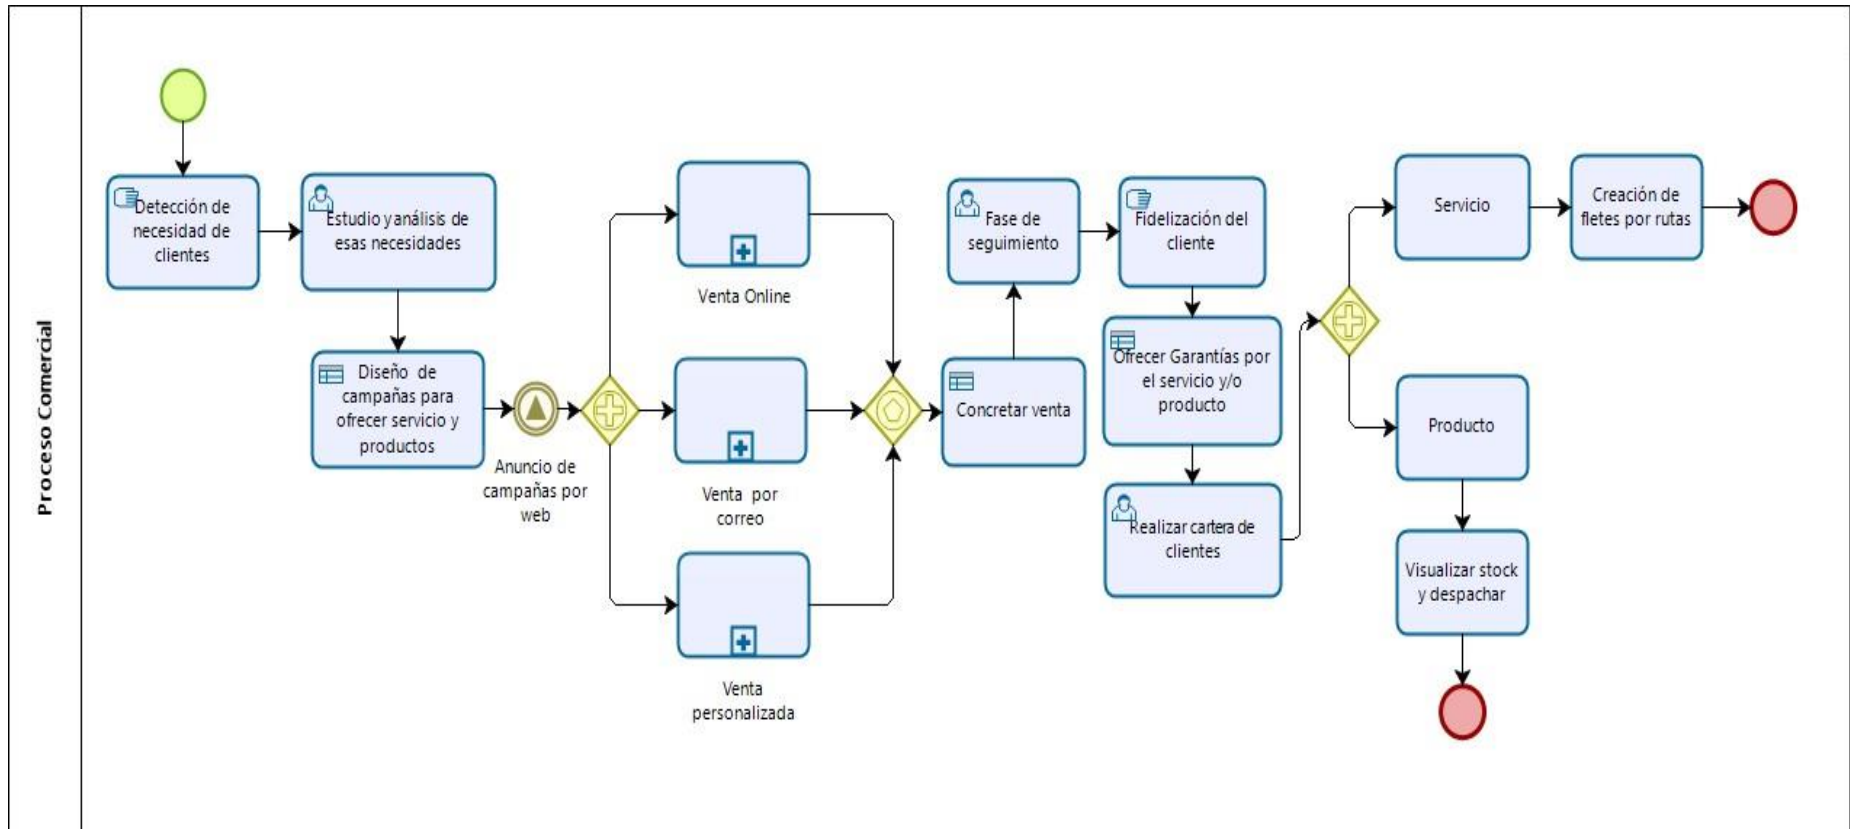 Proceso Comercial
Detección de
necesidad de
clientes
Estudio y análisis de
esas necesidades
Diseño de
campañas para
ofrecer servicio y
productos
Anuncio de
campañas por
web
Venta Online
Venta por
correo
Venta
personalizada
Concretar venta
Fase de
seguimiento
Fidelización del
cliente
Ofrecer Garantías por
el servicio y/o
producto
Realizar cartera de
clientes
Servicio
Creación de
fletes por rutas
Producto
Visualizar stock
y despachar